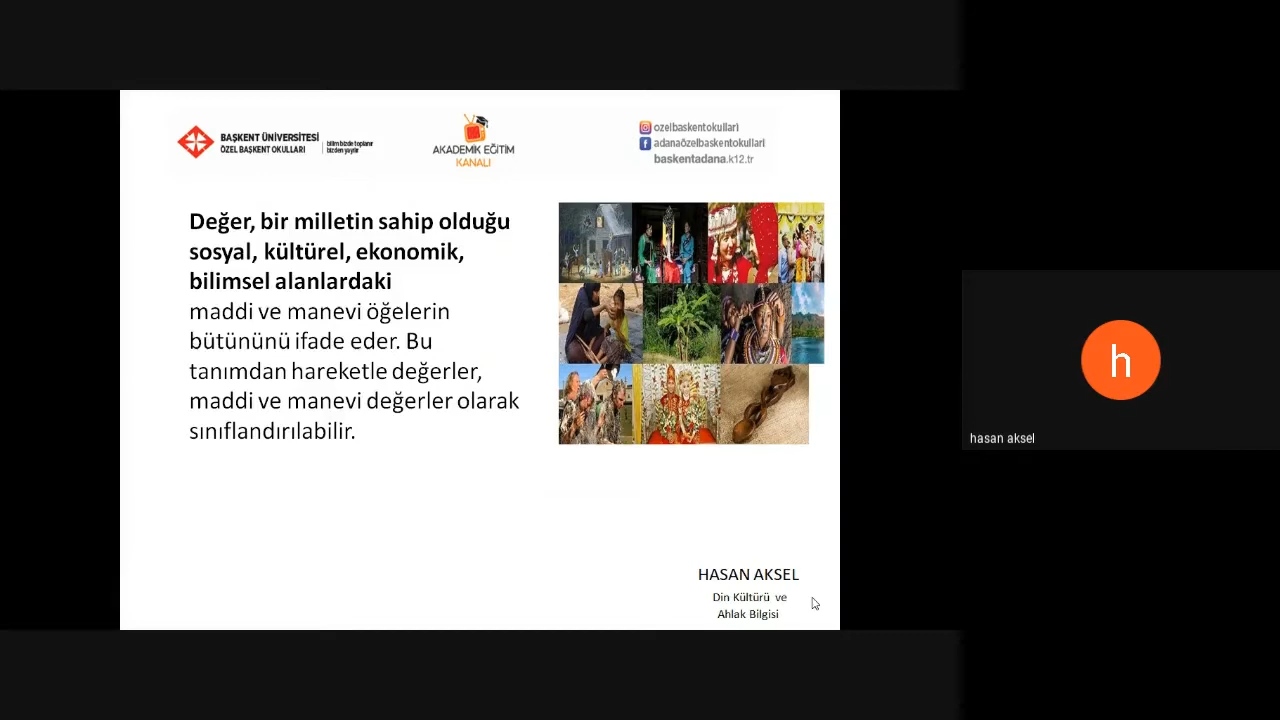 BAŞKENT ÜNİVERSİTESİ
ÖZEL BAŞKENT OKULLARI
bilim bizde toplanır
bizden yayılır
AKADEMİK EĞİTİM
KANALI
ozelbaskentokullari
adanaözelbaskentokullari
baskentadana.k12.tr
Değer, bir milletin sahip olduğu
sosyal, kültürel, ekonomik,
bilimsel alanlardaki
maddi ve manevi öğelerin
bütününü ifade eder. Bu
tanımdan hareketle değerler,
maddi ve manevi değerler olarak
sınıflandırılabilir.
HASAN AKSEL
Din Kültürü ve
Ahlak Bilgisi
h
hasan aksel